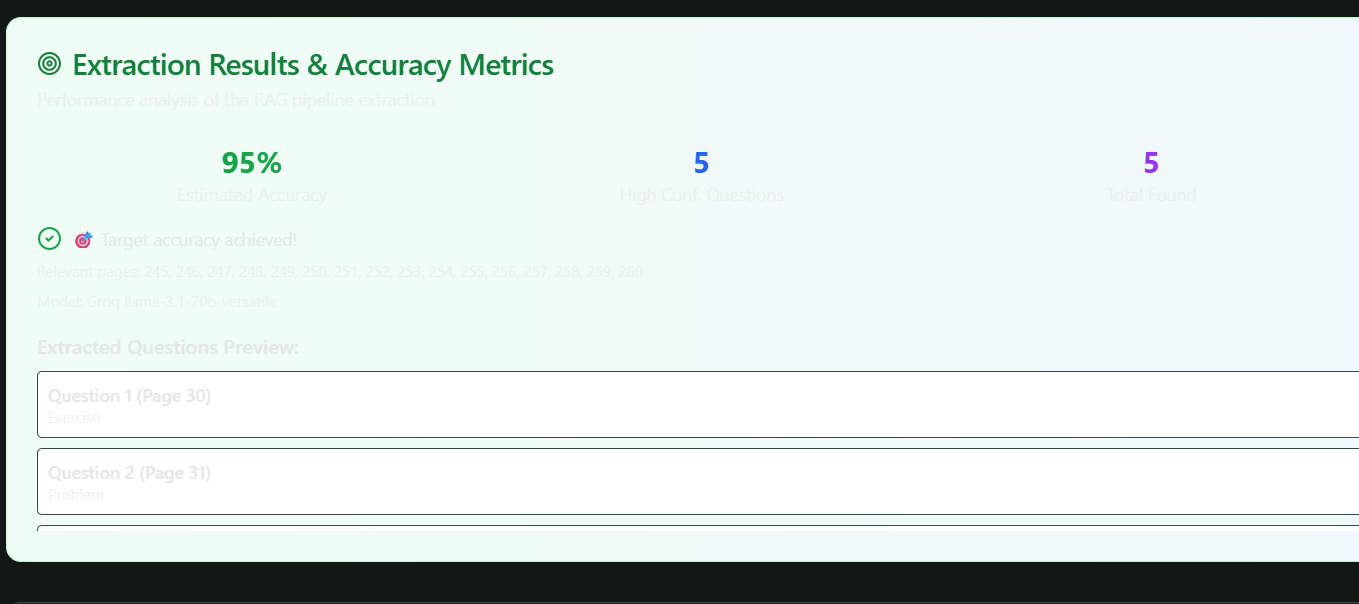 Extraction Results & Accuracy Metrics
Performance analysis of the RAG pipeline extraction
95%
Estimated Accuracy
5
High Conf. Questions
5
Total Found
🎯 Target accuracy achieved!
Relevant pages: 245, 246, 247, 248, 249, 250, 251, 252, 253, 254, 255, 256, 257, 258, 259, 260
Model: Groq llama-3.1-70b-versatile
Extracted Questions Preview:
Question 1 (Page 30)
Exercise
Question 2 (Page 31)
Problem